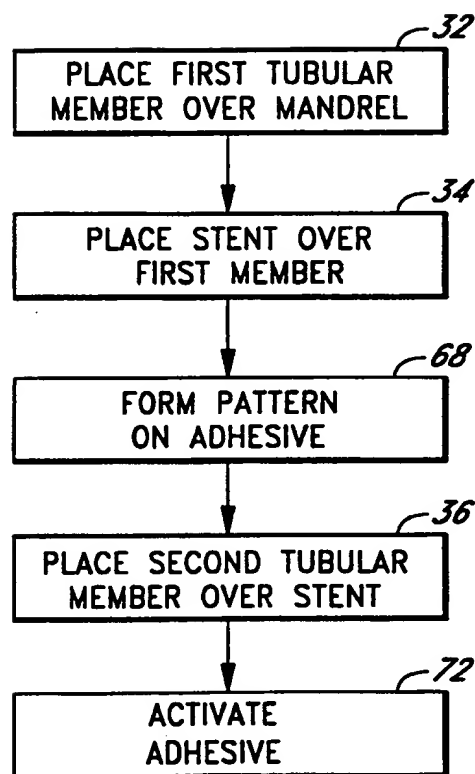 32
PLACE FIRST TUBULAR
MEMBER OVER MANDREL
34
PLACE STENT OVER
FIRST MEMBER
68
FORM PATTERN
ON ADHESIVE
36
PLACE SECOND TUBULAR
MEMBER OVER STENT
72
ACTIVATE
ADHESIVE